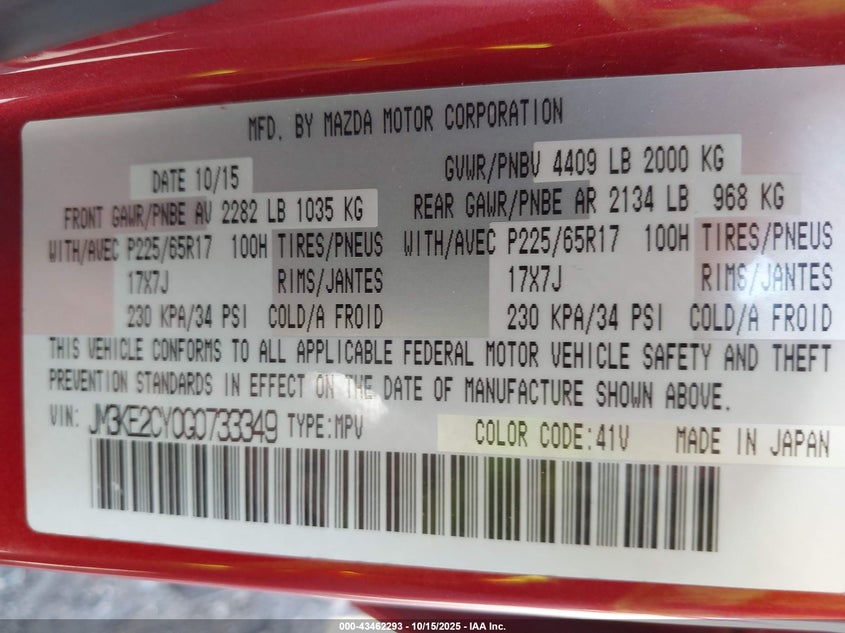 MFD. BY MAZDA MOTOR CORPORATION
DATE 10/15 GVWR/PNBV 4409 LB 2000 KG
FRONT GAWR/PNBE AV 2282 LB 1035 KG REAR GAWR/PNBE AR 2134 LB 968 KG
WITH/AVEC P225/65R17 100H TIRES/PNEUS WITH/AVEC P225/65R17 100H TIRES/PNEUS
17X7J RIMS/JANTES 17X7J RIMS/JANTES
230 KPA/34 PSI COLD/A FROID 230 KPA/34 PSI COLD/A FROID
THIS VEHICLE CONFORMS TO ALL APPLICABLE FEDERAL MOTOR VEHICLE SAFETY AND THEFT
PREVENTION STANDARDS IN EFFECT ON THE DATE OF MANUFACTURE SHOWN ABOVE.
VIN: JM3KE2CY0G0733349 TYPE:MPV COLOR CODE:41V MADE IN JAPAN
000-43462293 - 10/15/2025 - IAA Inc.